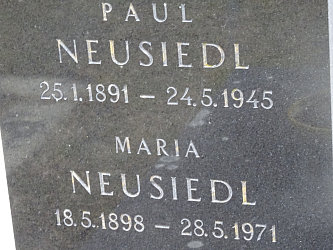 PAUL
NEUSIEDL
25.1.1891 – 24.5.1945
MARIA
NEUSIEDL
18.5.1898 – 28.5.1971